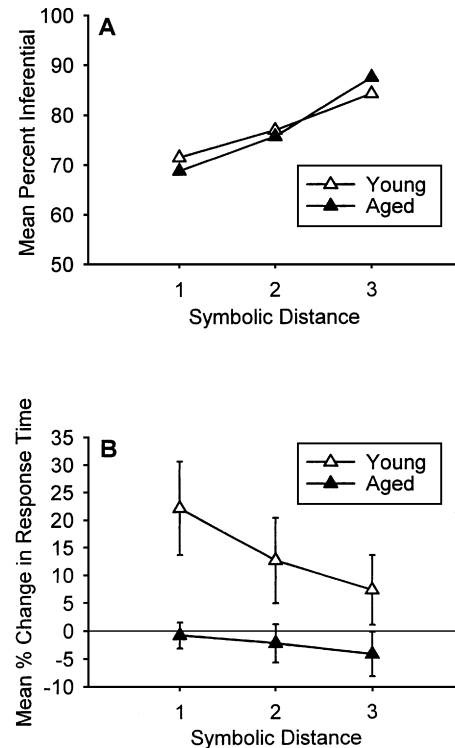 A
Mean Percent Inferential
100
90
80
70
60
50
Young
Aged
1 2 3
Symbolic Distance
B
Mean % Change in Response Time
35
30
25
20
15
10
5
0
-5
-10
Young
Aged
1 2 3
Symbolic Distance